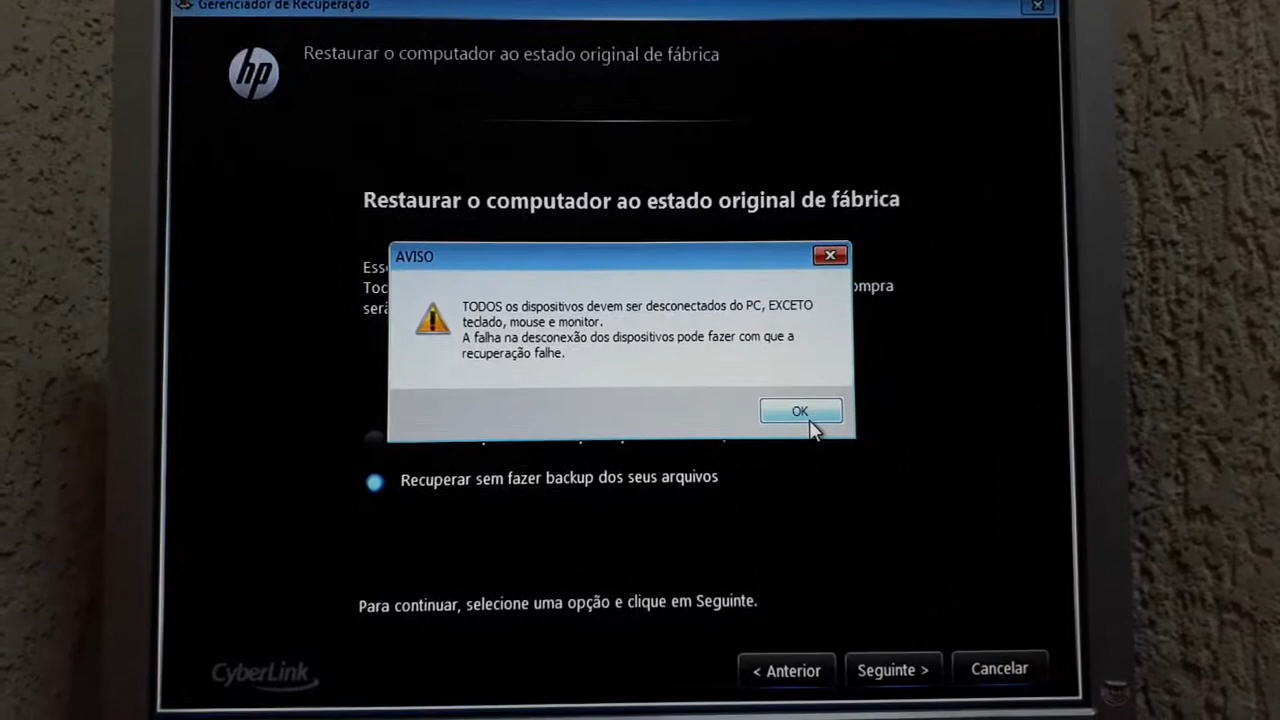 Gerenciador de Recuperação
hp
Restaurar o computador ao estado original de fábrica
Restaurar o computador ao estado original de fábrica
AVISO
TODOS os dispositivos devem ser desconectados do PC, EXCETO
teclado, mouse e monitor.
A falha na desconexão dos dispositivos pode fazer com que a
recuperação falhe.
OK
Recuperar sem fazer backup dos seus arquivos
Para continuar, selecione uma opção e clique em Seguinte.
CyberLink
< Anterior
Seguinte >
Cancelar